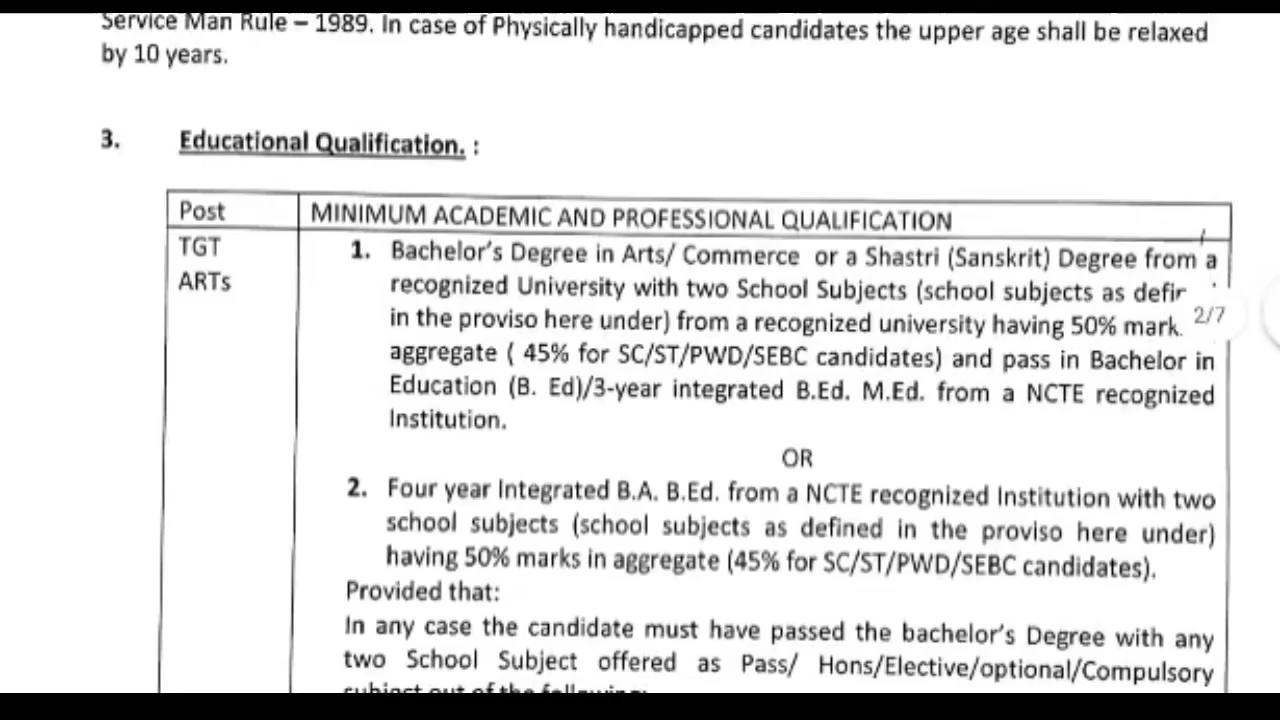 Service Man Rule – 1989. In case of Physically handicapped candidates the upper age shall be relaxed
by 10 years.
3. Educational Qualification. :
Post MINIMUM ACADEMIC AND PROFESSIONAL QUALIFICATION
TGT
ARTs
1. Bachelor's Degree in Arts/ Commerce or a Shastri (Sanskrit) Degree from a
recognized University with two School Subjects (school subjects as defin
in the proviso here under) from a recognized university having 50% mark
aggregate ( 45% for SC/ST/PWD/SEBC candidates) and pass in Bachelor in
Education (B. Ed)/3-year integrated B.Ed. M.Ed. from a NCTE recognized
Institution.
OR
2. Four year Integrated B.A. B.Ed. from a NCTE recognized Institution with two
school subjects (school subjects as defined in the proviso here under)
having 50% marks in aggregate (45% for SC/ST/PWD/SEBC candidates).
Provided that:
In any case the candidate must have passed the bachelor's Degree with any
two School Subject offered as Pass/ Hons/Elective/optional/Compulsory
subject out of the following:
2/7